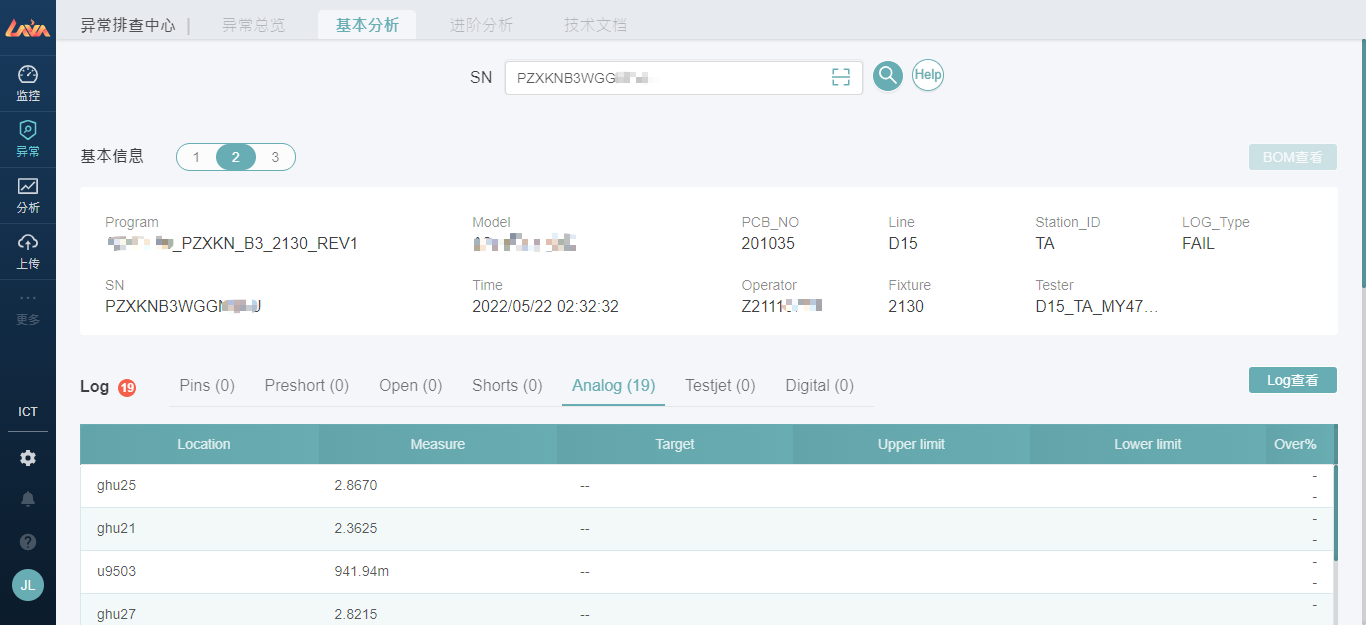 LAVA
异常排查中心 | 异常总览 基本分析 进阶分析 技术文档
监控
异常
分析
上传
...
更多
ICT
JL
SN PZXKNB3WGG Help
基本信息 1 2 3 BOM查看
Program Model PCB_NO Line Station_ID LOG_Type
_PZXKN_B3_2130_REV1 201035 D15 TA FAIL
SN Time Operator Fixture Tester
PZXKNB3WGG 2022/05/22 02:32:32 Z2111 2130 D15_TA_MY47...
Log 19 Pins (0) Preshort (0) Open (0) Shorts (0) Analog (19) Testjet (0) Digital (0) Log查看
Location Measure Target Upper limit Lower limit Over%
ghu25 2.8670 -- - -
ghu21 2.3625 -- - -
u9503 941.94m -- - -
ghu27 2.8215 -- -